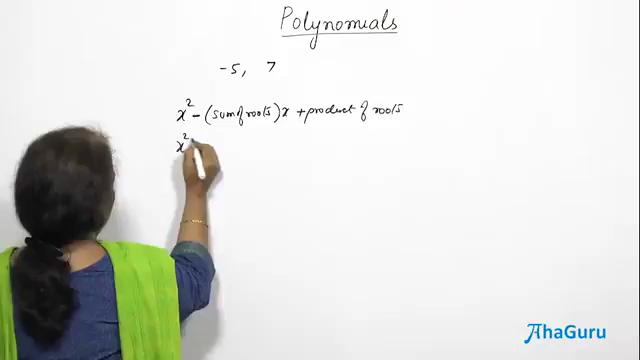 Polynomials
-5, 7
x² - (sum of roots)x + product of roots
x²
AhaGuru